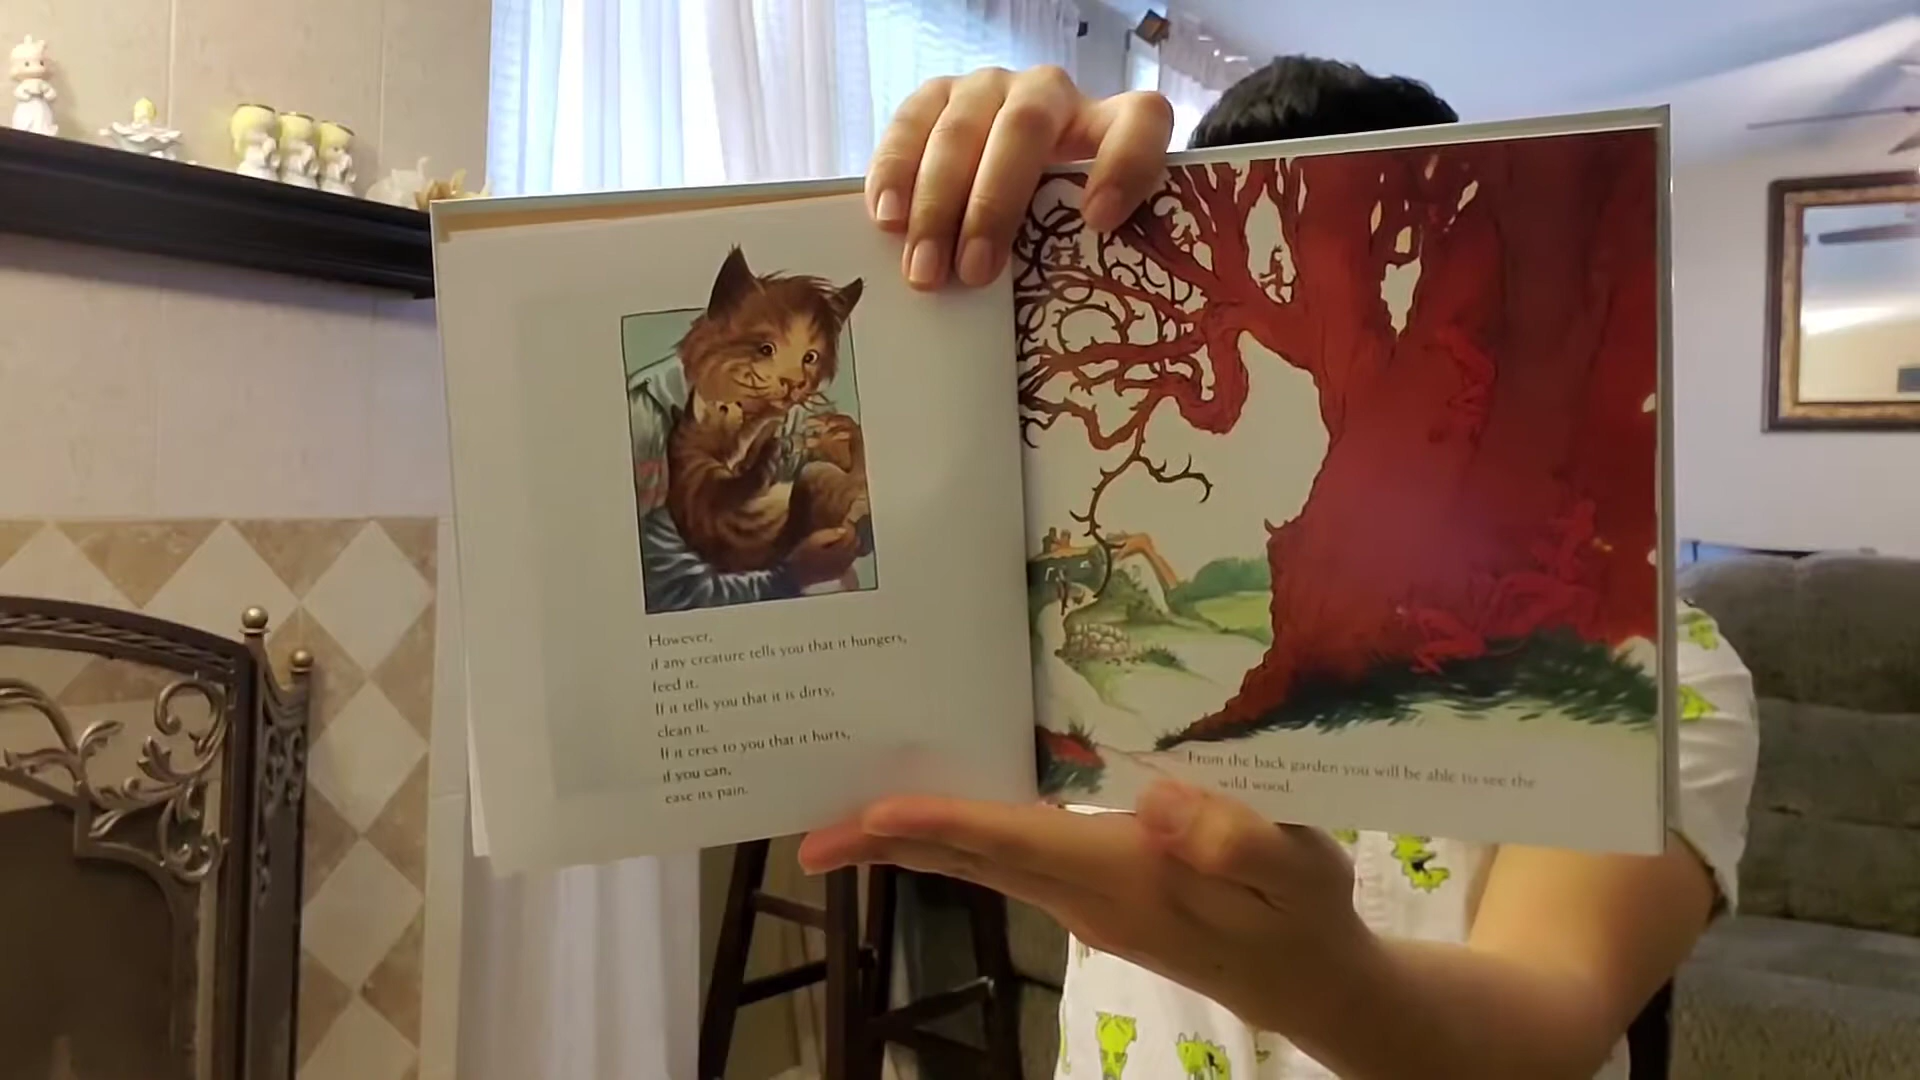 However,
if any creature tells you that it hungers,
feed it.
If it tells you that it is dirty,
clean it.
If it cries to you that it hurts,
if you can,
ease its pain.
From the back garden you will be able to see the
wild wood.